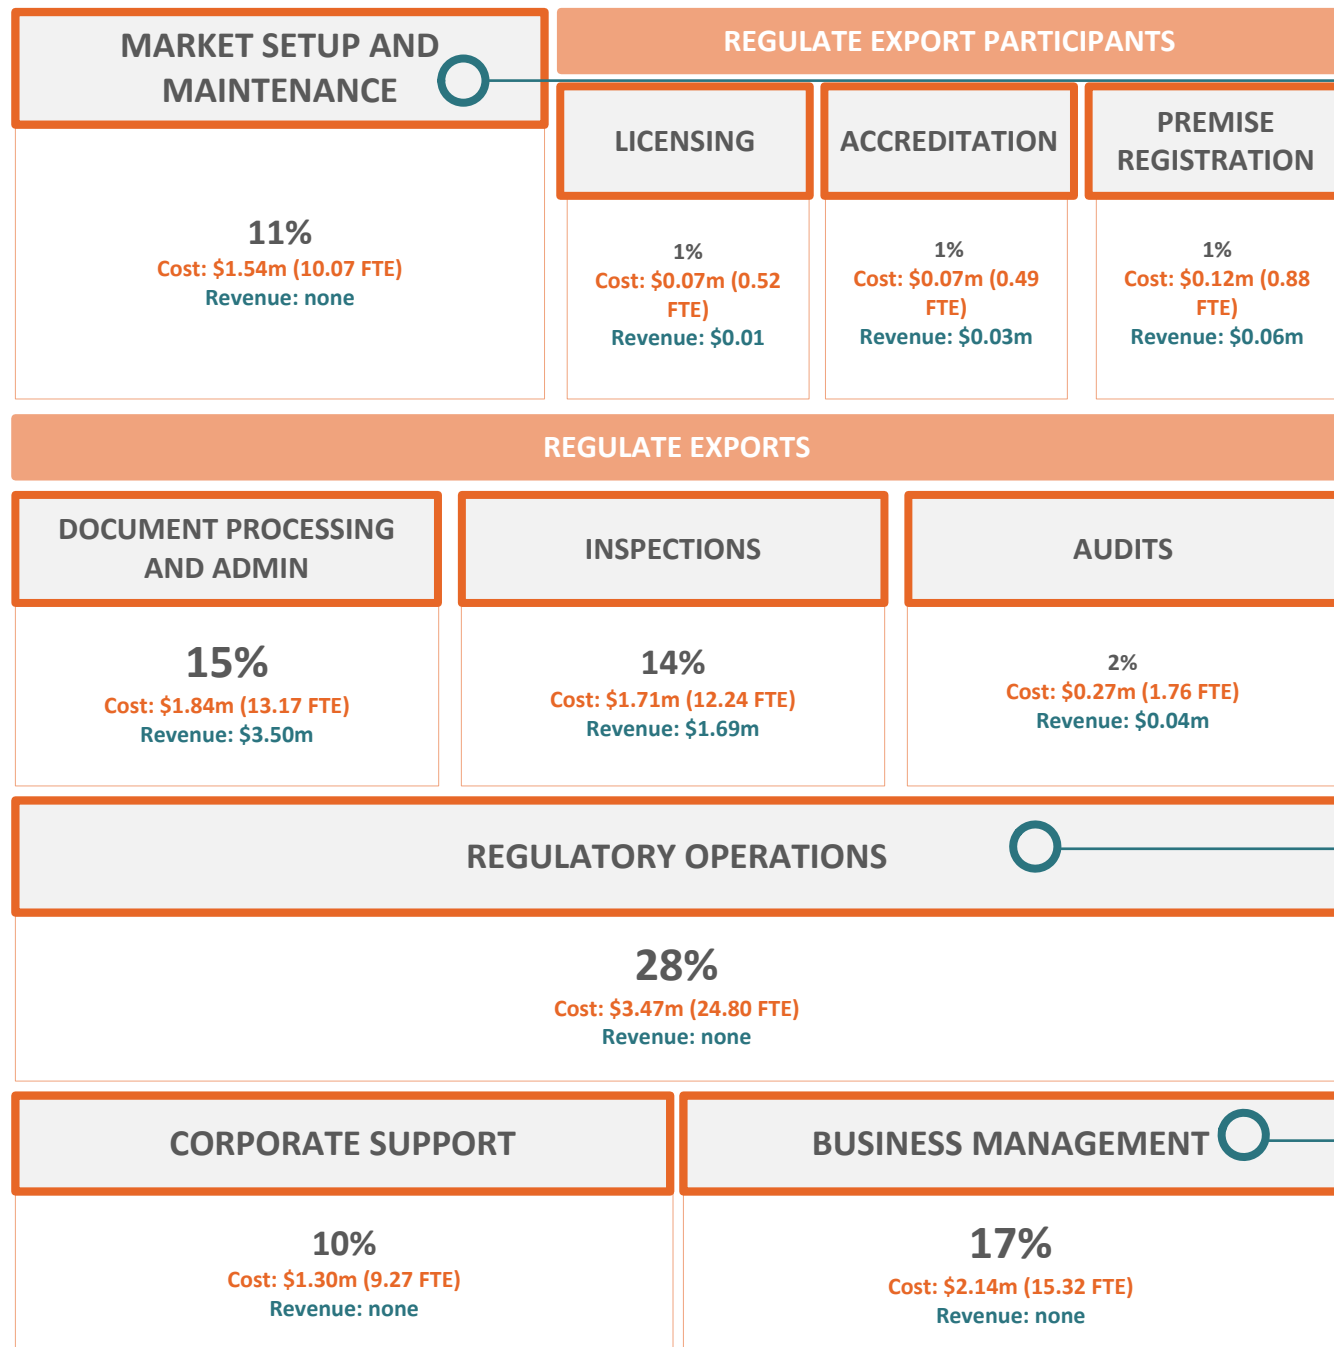 MARKET SETUP AND
MAINTENANCE
11%
Cost: $1.54m (10.07 FTE)
Revenue: none
REGULATE EXPORT PARTICIPANTS
LICENSING
1%
Cost: $0.07m (0.52
FTE)
Revenue: $0.01
ACCREDITATION
1%
Cost: $0.07m (0.49
FTE)
Revenue: $0.03m
PREMISE
REGISTRATION
1%
Cost: $0.12m (0.88
FTE)
Revenue: $0.06m
REGULATE EXPORTS
DOCUMENT PROCESSING
AND ADMIN
15%
Cost: $1.84m (13.17 FTE)
Revenue: $3.50m
INSPECTIONS
14%
Cost: $1.71m (12.24 FTE)
Revenue: $1.69m
AUDITS
2%
Cost: $0.27m (1.76 FTE)
Revenue: $0.04m
REGULATORY OPERATIONS
28%
Cost: $3.47m (24.80 FTE)
Revenue: none
CORPORATE SUPPORT
10%
Cost: $1.30m (9.27 FTE)
Revenue: none
BUSINESS MANAGEMENT
17%
Cost: $2.14m (15.32 FTE)
Revenue: none